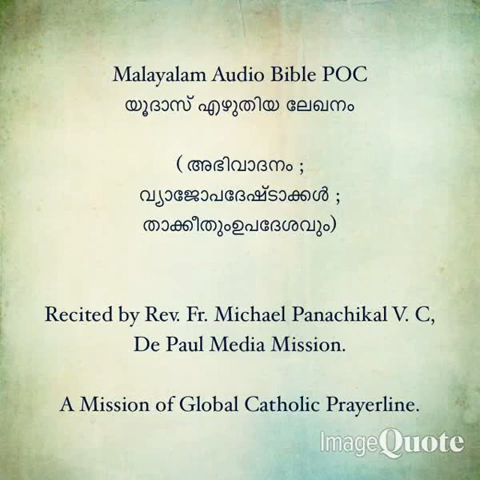 Malayalam Audio Bible POC
യൂദാസ് എഴുതിയ ലേഖനം
( അഭിവാദനം ;
വ്യാജോപദേഷ്ടാക്കൾ ;
താക്കീതുംഉപദേശവും)
Recited by Rev. Fr. Michael Panachikal V. C,
De Paul Media Mission.
A Mission of Global Catholic Prayerline.
ImageQuote